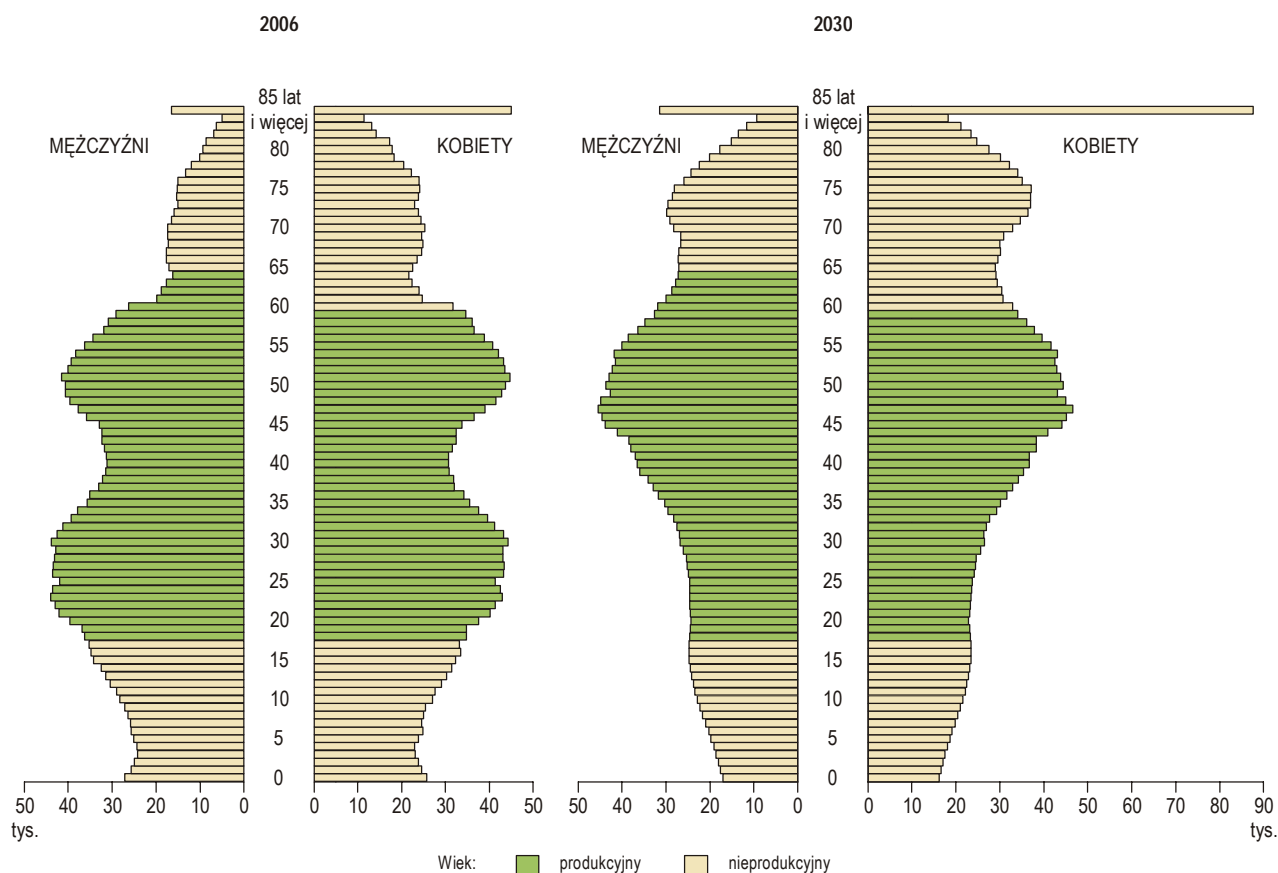 2006
2030
85 lat
i więcej
MĘŻCZYŹNI
KOBIETY
80
75
70
65
60
55
50
45
40
35
30
25
20
15
10
5
0
50 40 30 20 10 0
0 10 20 30 40 50
tys.
85 lat
i więcej
MĘŻCZYŹNI
KOBIETY
80
75
70
65
60
55
50
45
40
35
30
25
20
15
10
5
0
50 40 30 20 10 0
0 10 20 30 40 50 60 70 80 90
tys.
Wiek: produkcyjny nieprodukcyjny